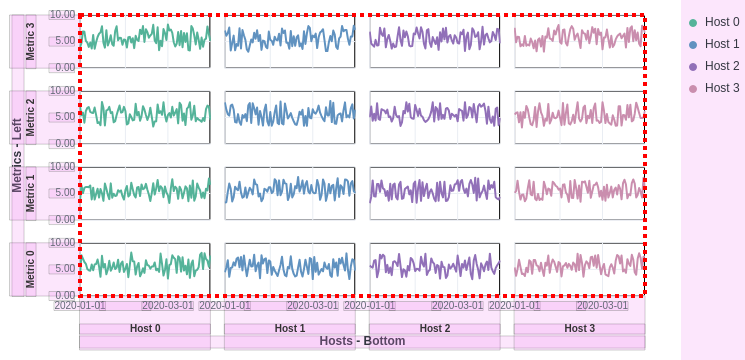 10.00
5.00
0.00
Metric 3
10.00
5.00
0.00
Metric 2
10.00
5.00
0.00
Metric 1
10.00
5.00
0.00
Metric 0
Metrics - Left
2020-01-01 2020-03-01 2020-01-01 2020-03-01 2020-01-01 2020-03-01 2020-01-01 2020-03-01
Host 0 Host 1 Host 2 Host 3
Hosts - Bottom
Host 0
Host 1
Host 2
Host 3